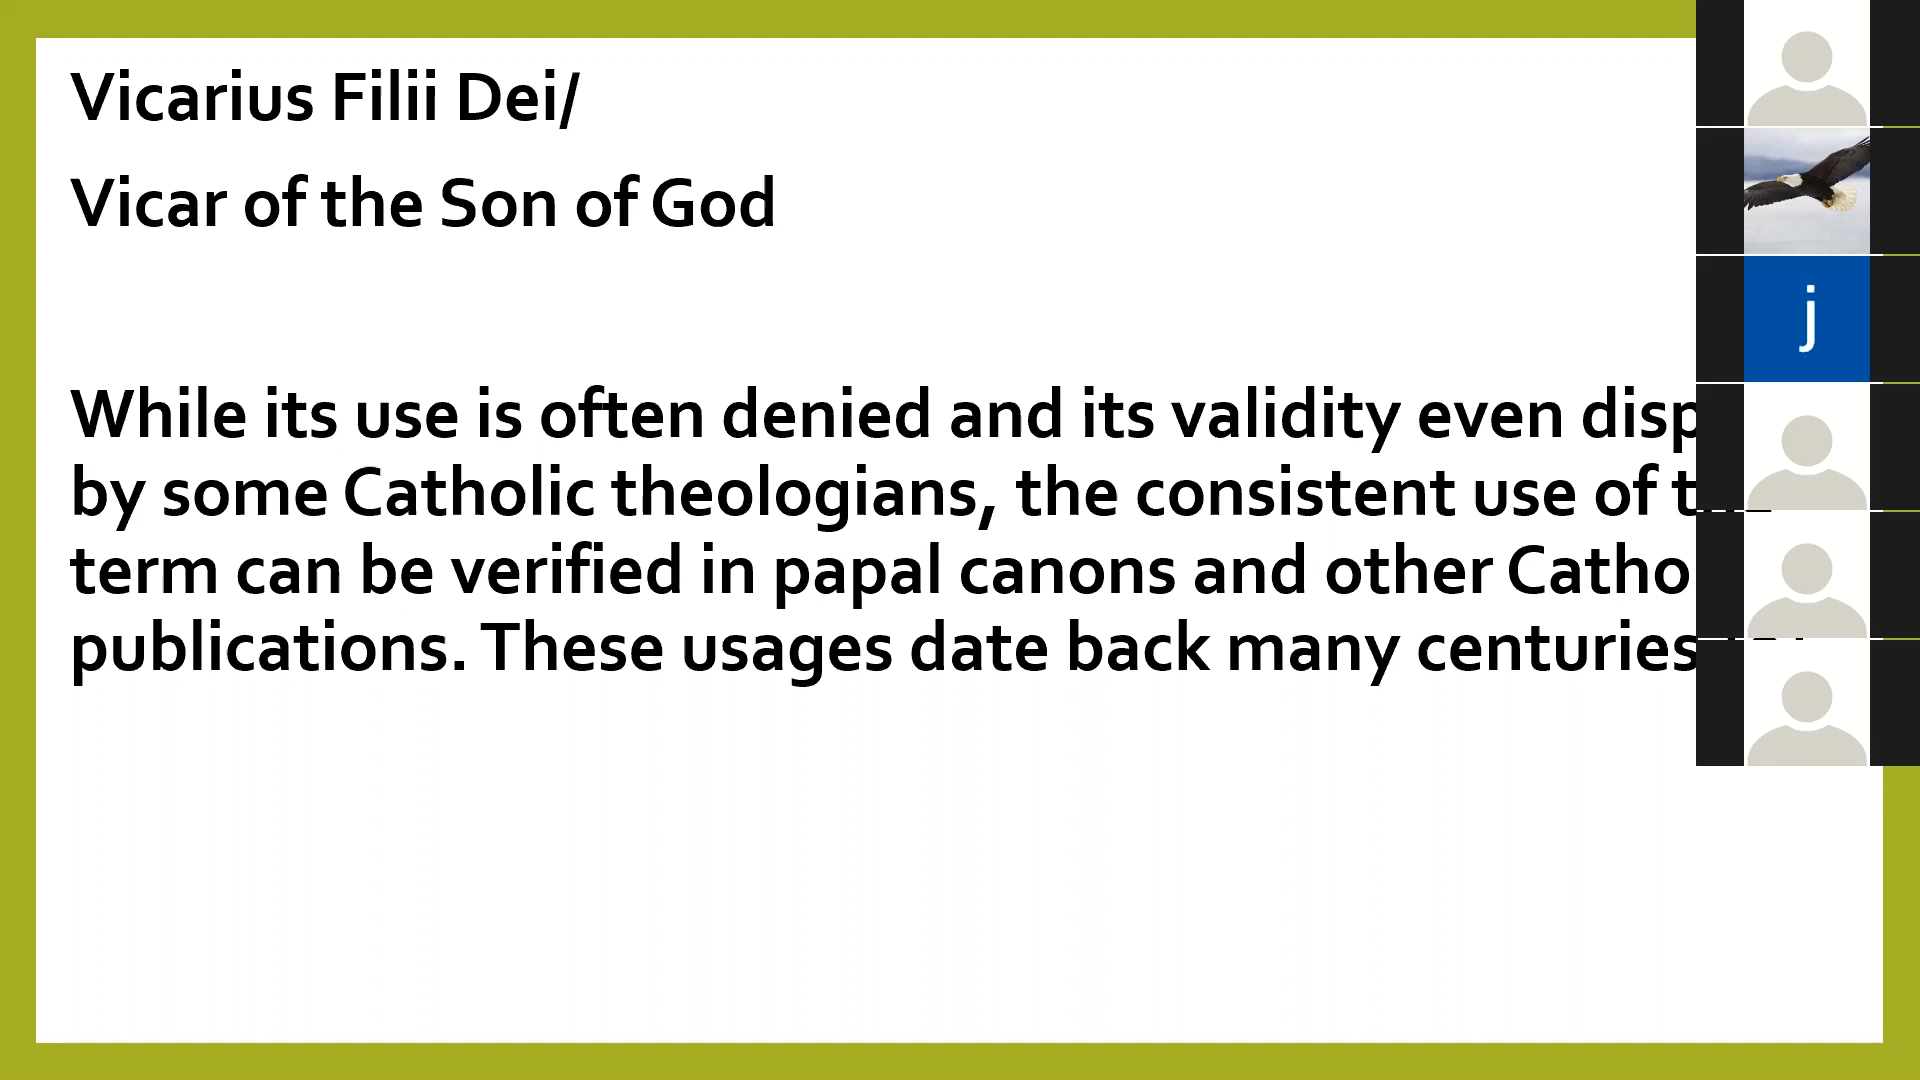 Vicarius Filii Dei/
Vicar of the Son of God
While its use is often denied and its validity even
by some Catholic theologians, the consistent use of
term can be verified in papal canons and other
publications. These usages date back many centuries
j